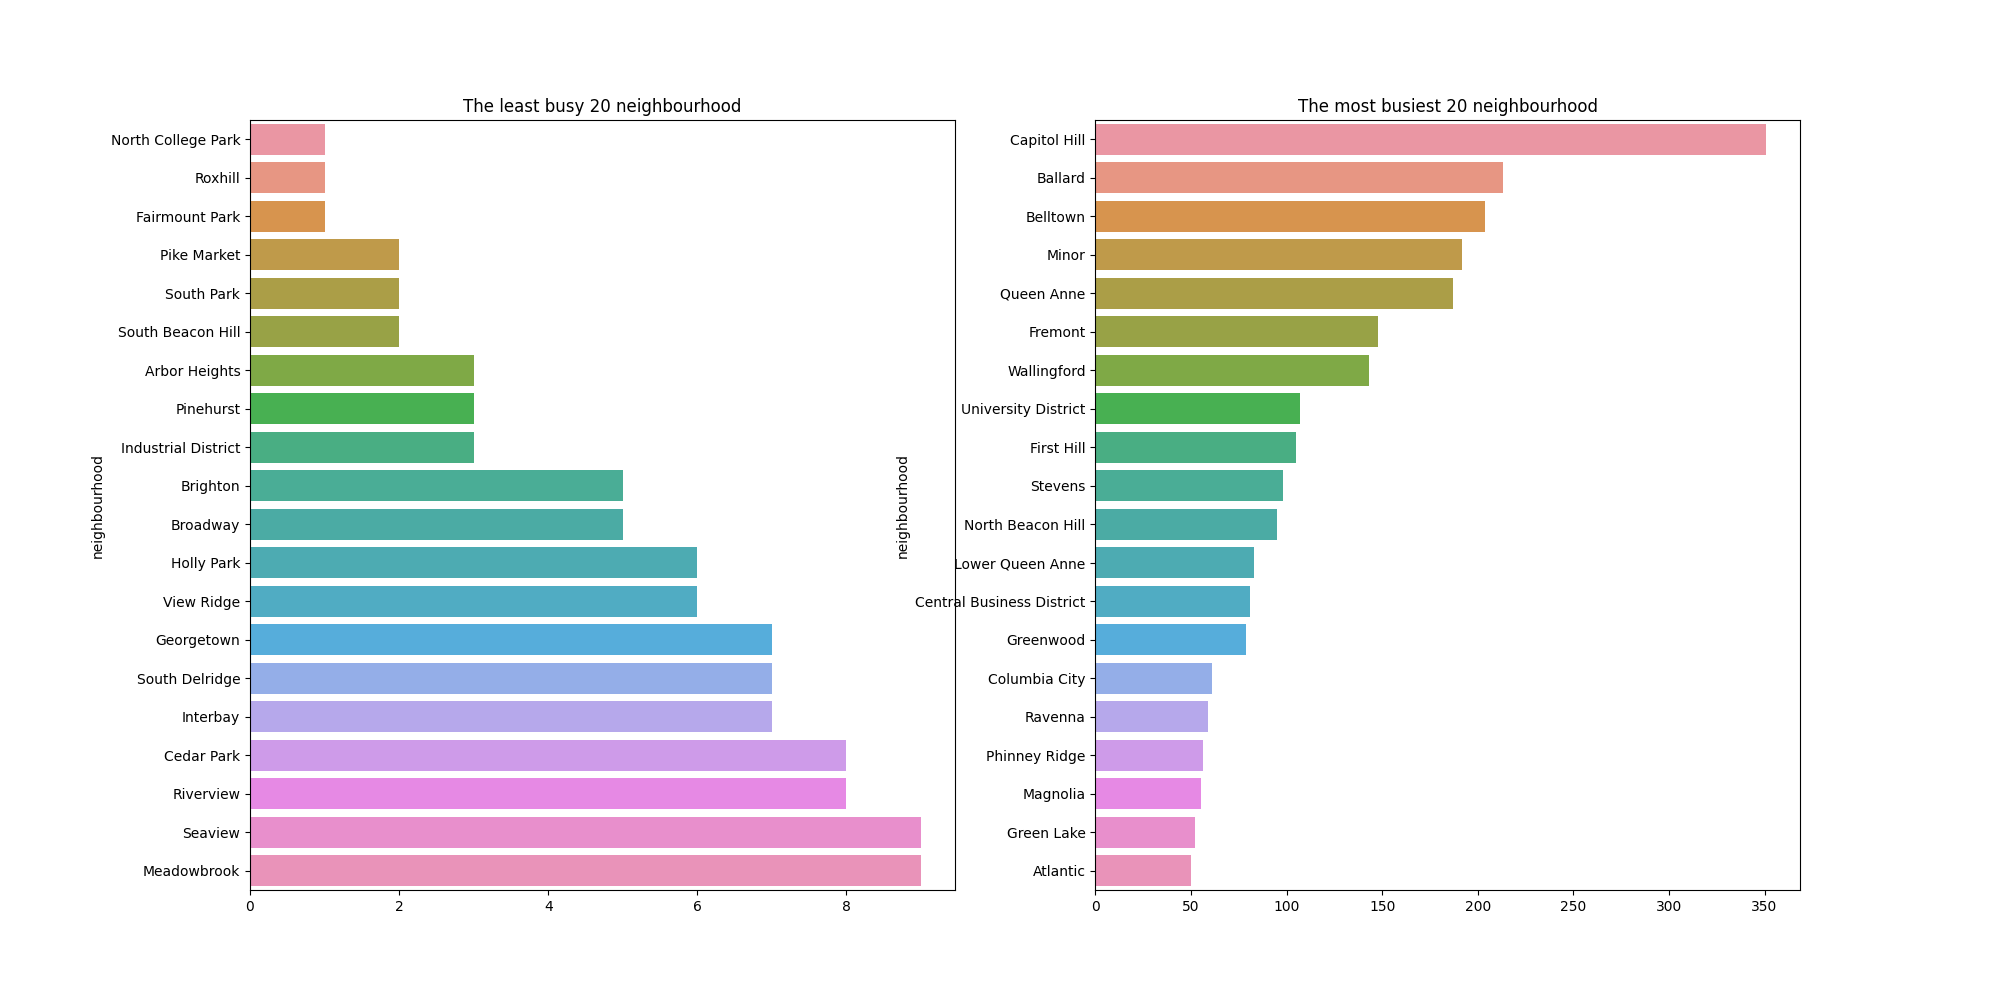 The least busy 20 neighbourhood
neighbourhood
North College Park
Roxhill
Fairmount Park
Pike Market
South Park
South Beacon Hill
Arbor Heights
Pinehurst
Industrial District
Brighton
Broadway
Holly Park
View Ridge
Georgetown
South Delridge
Interbay
Cedar Park
Riverview
Seaview
Meadowbrook
0 2 4 6 8
The most busiest 20 neighbourhood
neighbourhood
Capitol Hill
Ballard
Belltown
Minor
Queen Anne
Fremont
Wallingford
University District
First Hill
Stevens
North Beacon Hill
Lower Queen Anne
Central Business District
Greenwood
Columbia City
Ravenna
Phinney Ridge
Magnolia
Green Lake
Atlantic
0 50 100 150 200 250 300 350